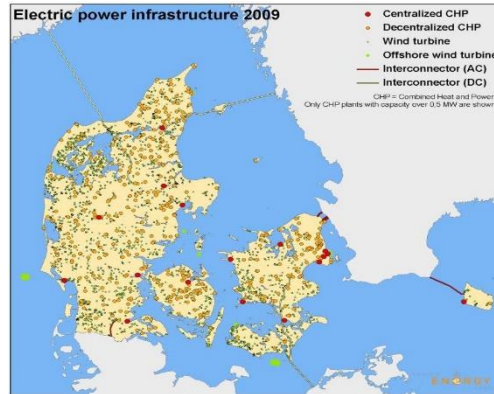 Electric power infrastructure 2009
Centralized CHP
Decentralized CHP
Wind turbine
Offshore wind turbine
Interconnector (AC)
Interconnector (DC)
CHP = Combined Heat and Power
Only CHP plants with capacity over 0,5 MW are shown
ENERGY